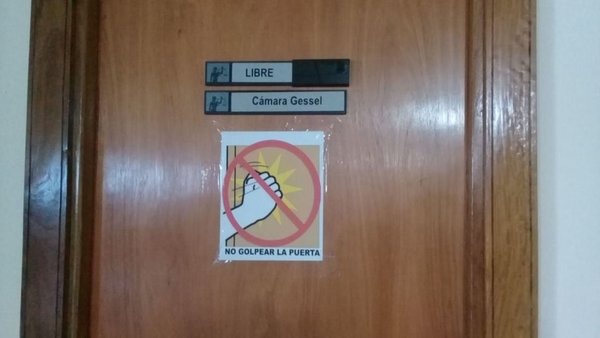 LIBRE
Cámara Gessel
NO GOLPEAR LA PUERTA